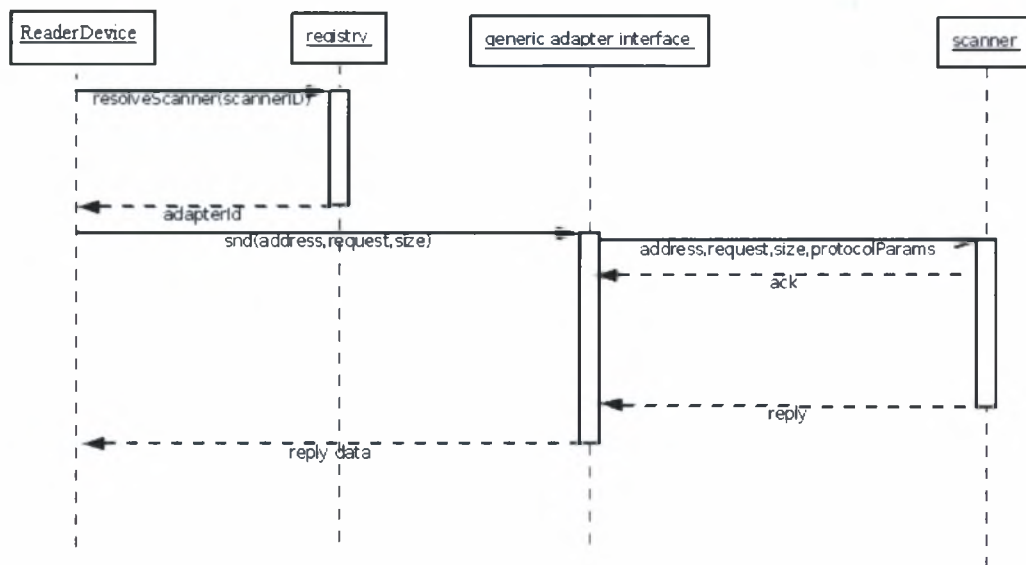 ReaderDevice
registry
generic adapter interface
scanner
resolveScanner(scannerID)
adapterId
snd(address,request,size)
address,request,size,protocolParams
ack
reply
reply data